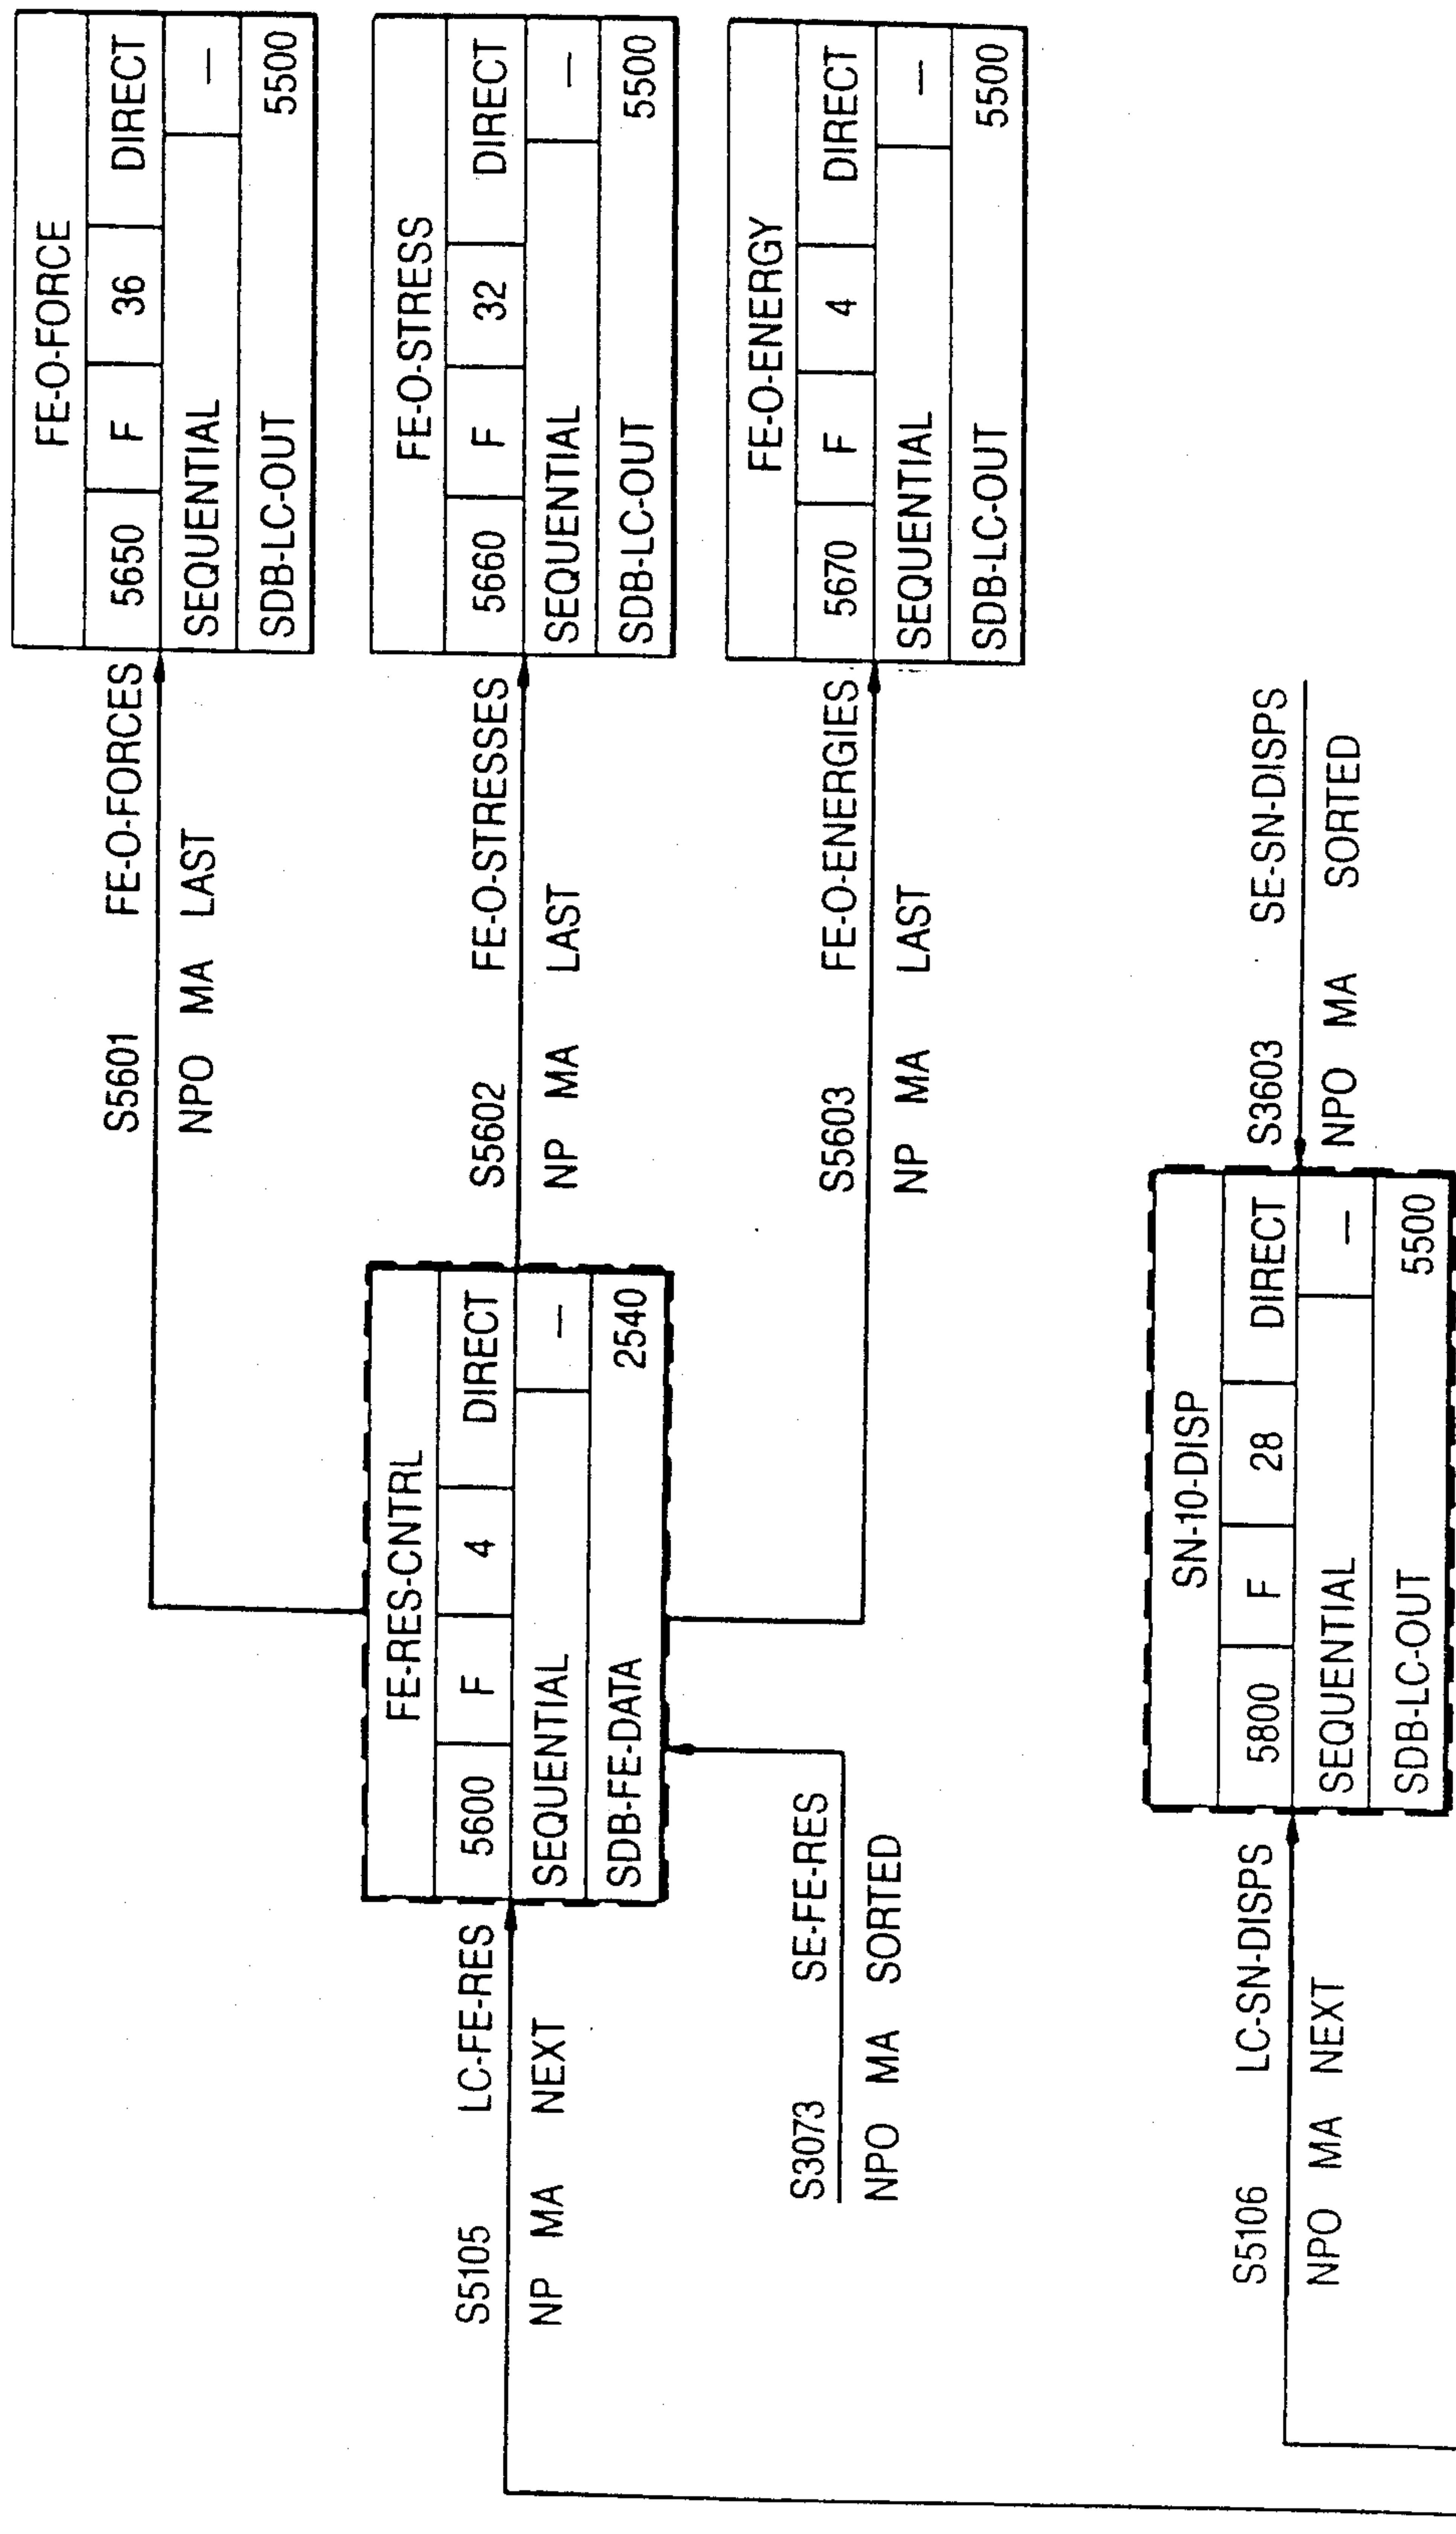 FE-O-FORCE
5650 F 36 DIRECT
SEQUENTIAL —
SDB-LC-OUT 5500
S5601 FE-O-FORCES
NPO MA LAST
FE-O-STRESS
5660 F 32 DIRECT
SEQUENTIAL —
SDB-LC-OUT 5500
S5602 FE-O-STRESSES
NP MA LAST
FE-O-ENERGY
5670 F 4 DIRECT
SEQUENTIAL —
SDB-LC-OUT 5500
S5603 FE-O-ENERGIES
NP MA LAST
FE-RES-CNTRL
5600 F 4 DIRECT
SEQUENTIAL —
SDB-FE-DATA 2540
S5105 LC-FE-RES
NP MA NEXT
S3073 SE-FE-RES
NPO MA SORTED
SN-10-DISP
5800 F 28 DIRECT
SEQUENTIAL —
SDB-LC-OUT 5500
S5106 LC-SN-DISPS
NPO MA NEXT
S3603 SE-SN-DISPS
NPO MA SORTED